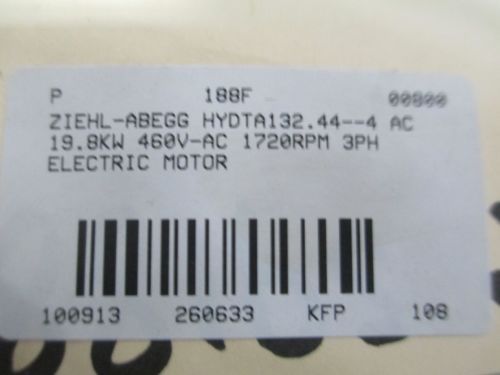 P 188F 00800
ZIEHL-ABEGG HYDTA132.44--4 AC
19.8KW 460V-AC 1720RPM 3PH
ELECTRIC MOTOR
100913 260633 KFP 108